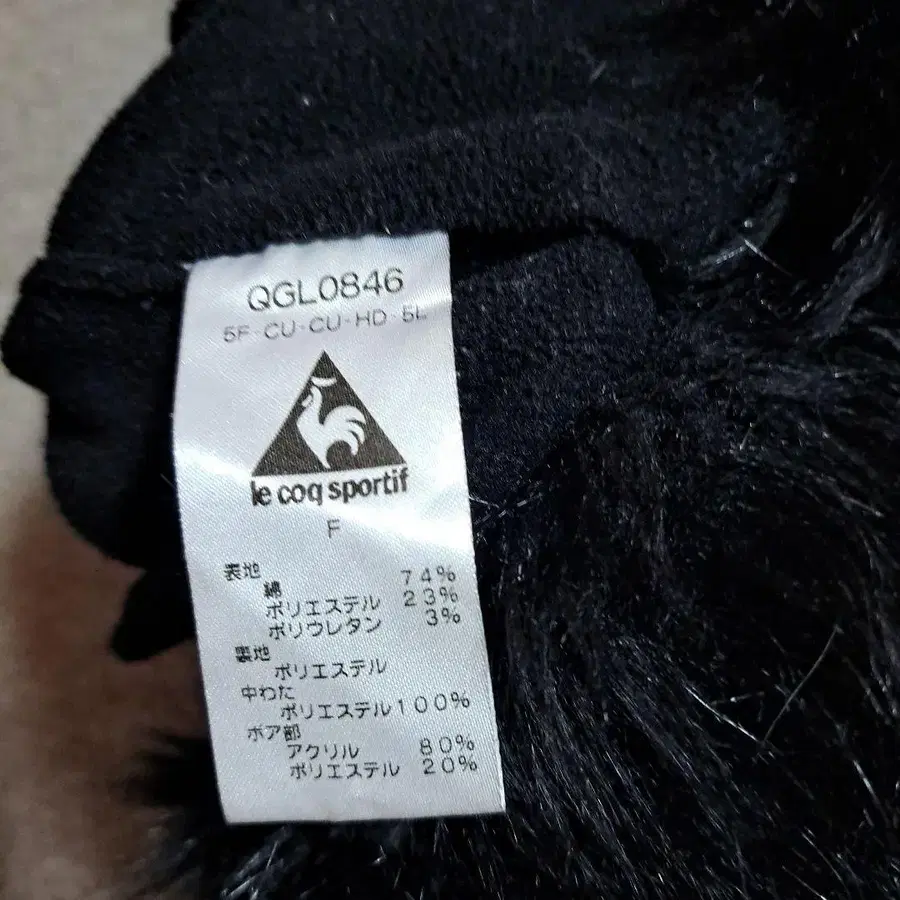 QGL0846
5F-CU-CU-HD-5L
le coq sportif
F
表地
綿 74%
ポリエステル 23%
ポリウレタン 3%
裏地
ポリエステル
中わた
ポリエステル 100%
ボア部
アクリル 80%
ポリエステル 20%